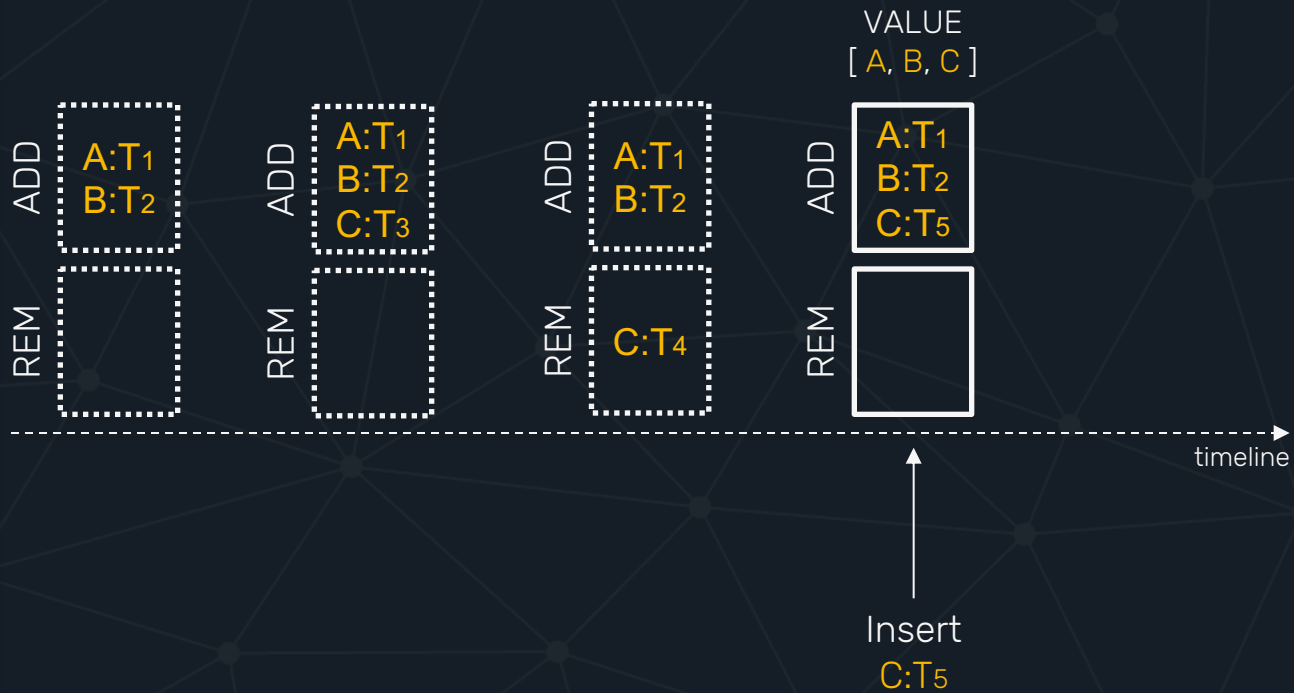 VALUE
[ A, B, C ]
ADD
A:T1
B:T2
REM
ADD
A:T1
B:T2
C:T3
REM
ADD
A:T1
B:T2
REM
C:T4
ADD
A:T1
B:T2
C:T5
REM
timeline
Insert
C:T5